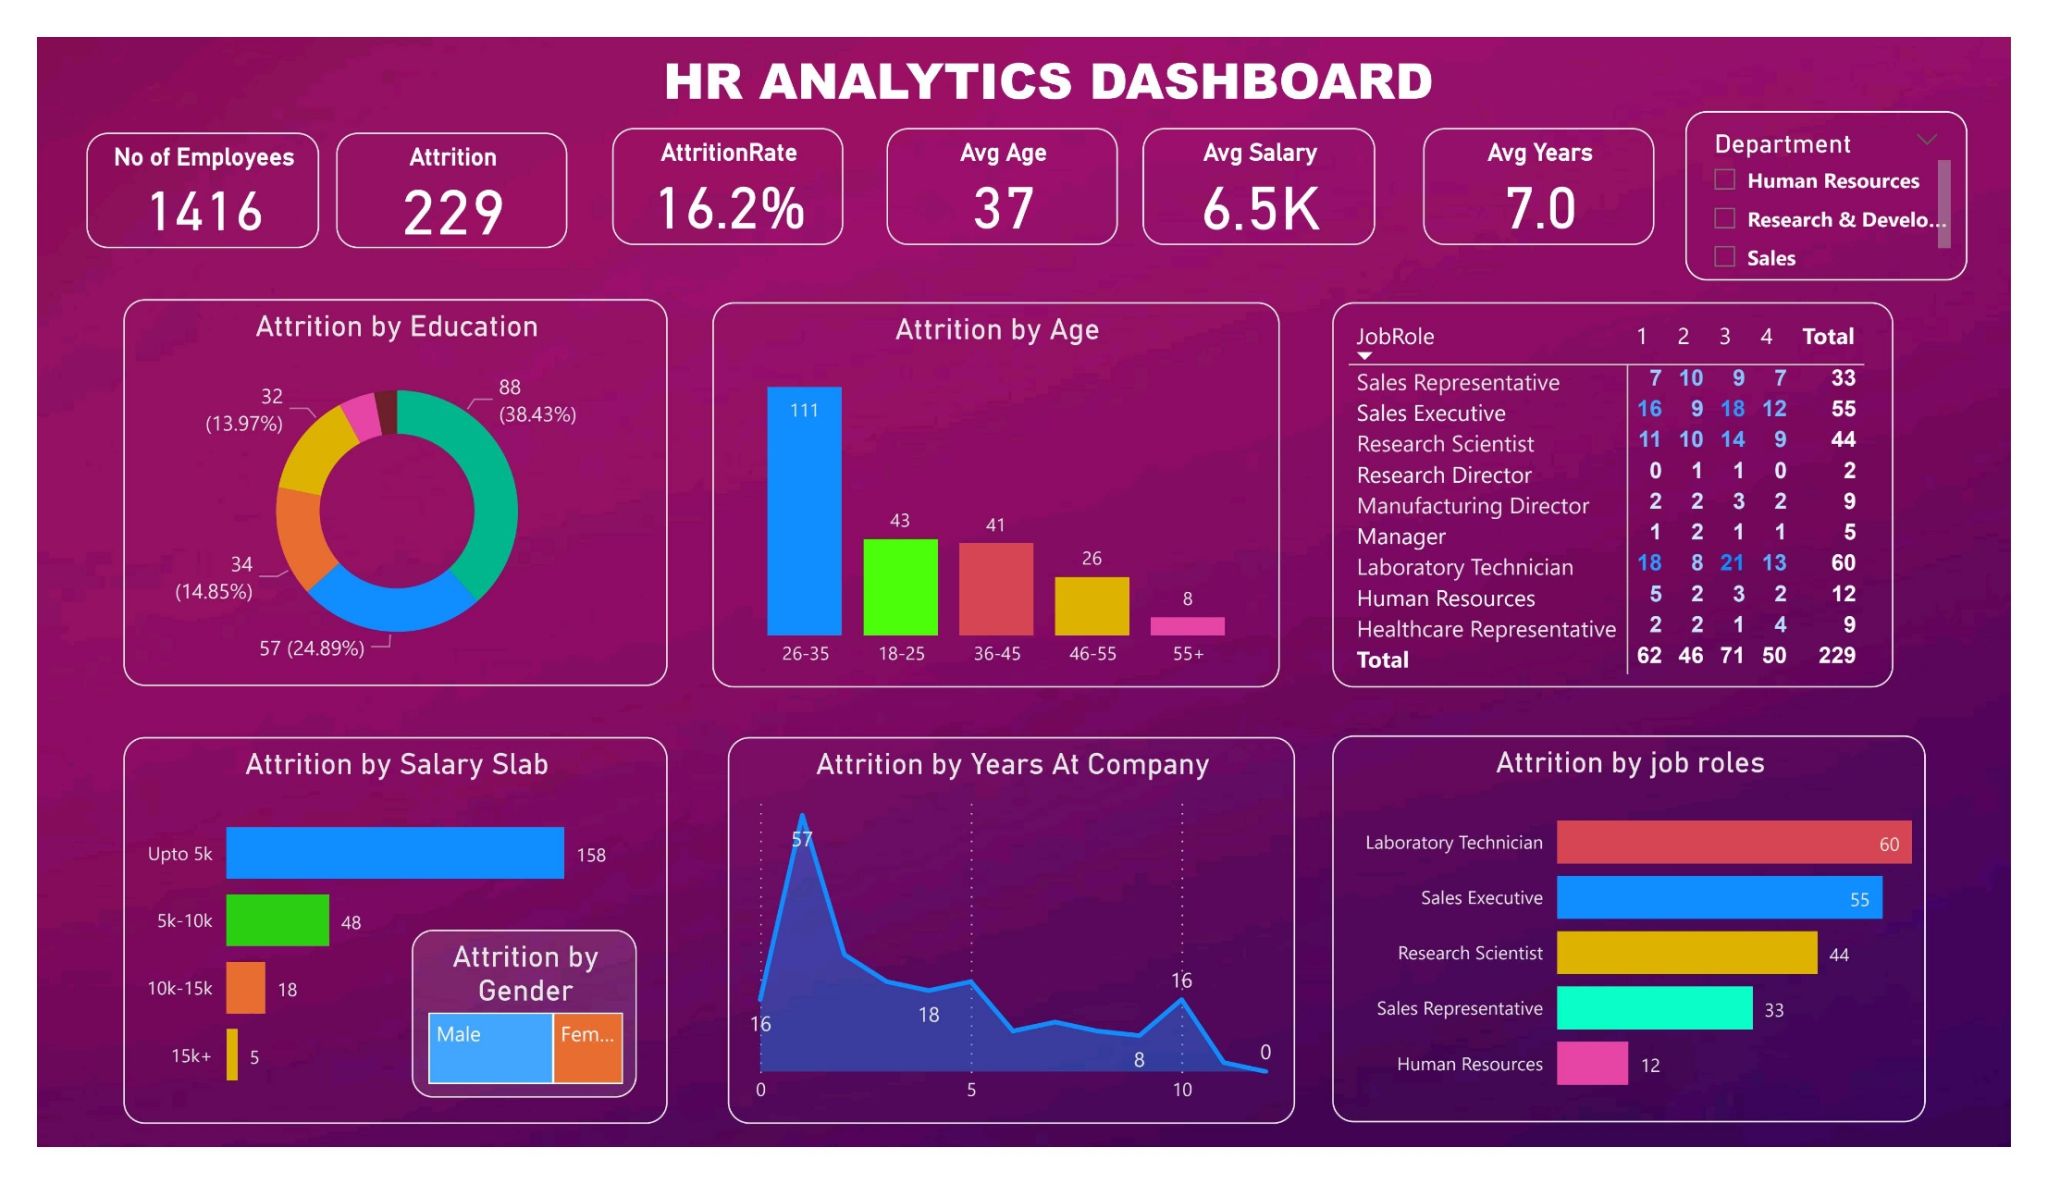 HR ANALYTICS DASHBOARD
No of Employees
1416
Attrition
229
AttritionRate
16.2%
Avg Age
37
Avg Salary
6.5K
Avg Years
7.0
Department
Human Resources
Research & Develo...
Sales
Attrition by Education
88
(38.43%)
57 (24.89%)
34
(14.85%)
32
(13.97%)
Attrition by Age
111
43
41
26
8
26-35 18-25 36-45 46-55 55+
JobRole 1 2 3 4 Total
Sales Representative 7 10 9 7 33
Sales Executive 16 9 18 12 55
Research Scientist 11 10 14 9 44
Research Director 0 1 1 0 2
Manufacturing Director 2 2 3 2 9
Manager 1 2 1 1 5
Laboratory Technician 18 8 21 13 60
Human Resources 5 2 3 2 12
Healthcare Representative 2 2 1 4 9
Total 62 46 71 50 229
Attrition by Salary Slab
Upto 5k 158
5k-10k 48
10k-15k 18
15k+ 5
Attrition by
Gender
Male Fem...
Attrition by Years At Company
57
16
18
8
16
0
0 5 10
Attrition by job roles
Laboratory Technician 60
Sales Executive 55
Research Scientist 44
Sales Representative 33
Human Resources 12